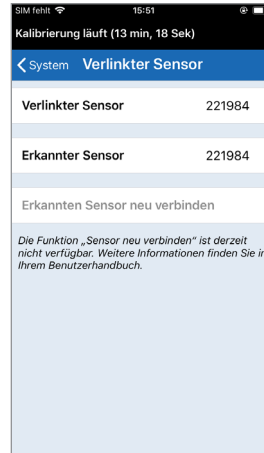 SIM fehlt 15:51
Kalibrierung läuft (13 min, 18 Sek)
System Verlinkter Sensor
Verlinkter Sensor 221984
Erkannter Sensor 221984
Erkannten Sensor neu verbinden
Die Funktion „Sensor neu verbinden“ ist derzeit
nicht verfügbar. Weitere Informationen finden Sie in
Ihrem Benutzerhandbuch.